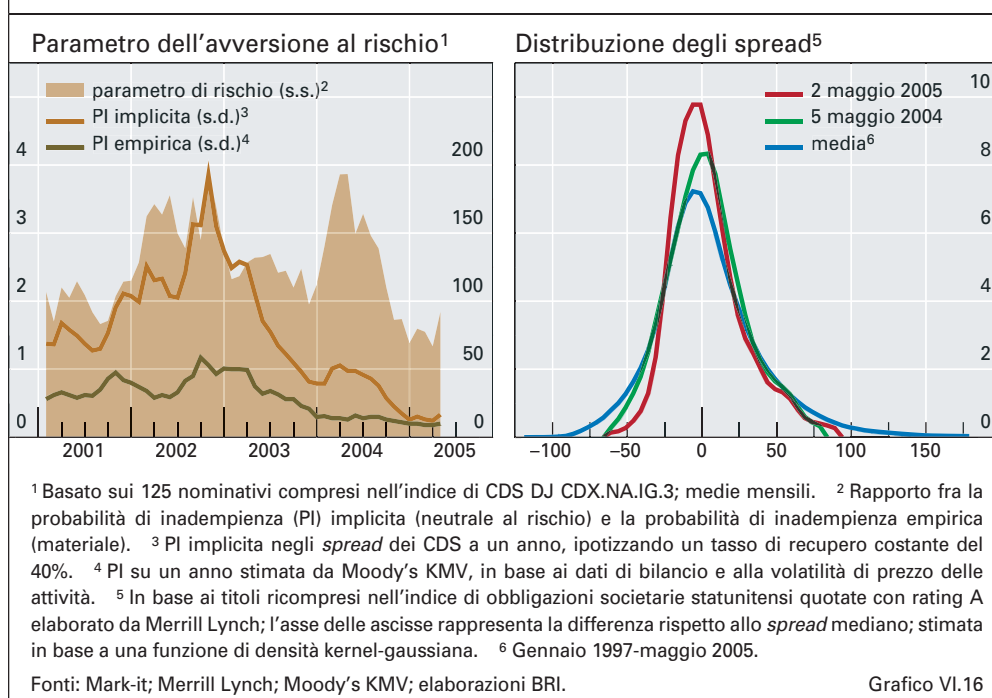 Parametro dell'avversione al rischio¹
parametro di rischio (s.s.)²
PI implicita (s.d.)³
PI empirica (s.d.)⁴
4
3
2
1
0
200
150
100
50
0
2001 2002 2003 2004 2005
Distribuzione degli spread⁵
2 maggio 2005
5 maggio 2004
media⁶
10
8
6
4
2
0
–100 –50 0 50 100 150
¹ Basato sui 125 nominativi compresi nell'indice di CDS DJ CDX.NA.IG.3; medie mensili. ² Rapporto fra la
probabilità di inadempienza (PI) implicita (neutrale al rischio) e la probabilità di inadempienza empirica
(materiale). ³ PI implicita negli spread dei CDS a un anno, ipotizzando un tasso di recupero costante del
40%. ⁴ PI su un anno stimata da Moody's KMV, in base ai dati di bilancio e alla volatilità di prezzo delle
attività. ⁵ In base ai titoli ricompresi nell'indice di obbligazioni societarie statunitensi quotate con rating A
elaborato da Merrill Lynch; l'asse delle ascisse rappresenta la differenza rispetto allo spread mediano; stimata
in base a una funzione di densità kernel-gaussiana. ⁶ Gennaio 1997-maggio 2005.
Fonti: Mark-it; Merrill Lynch; Moody's KMV; elaborazioni BRI. Grafico VI.16